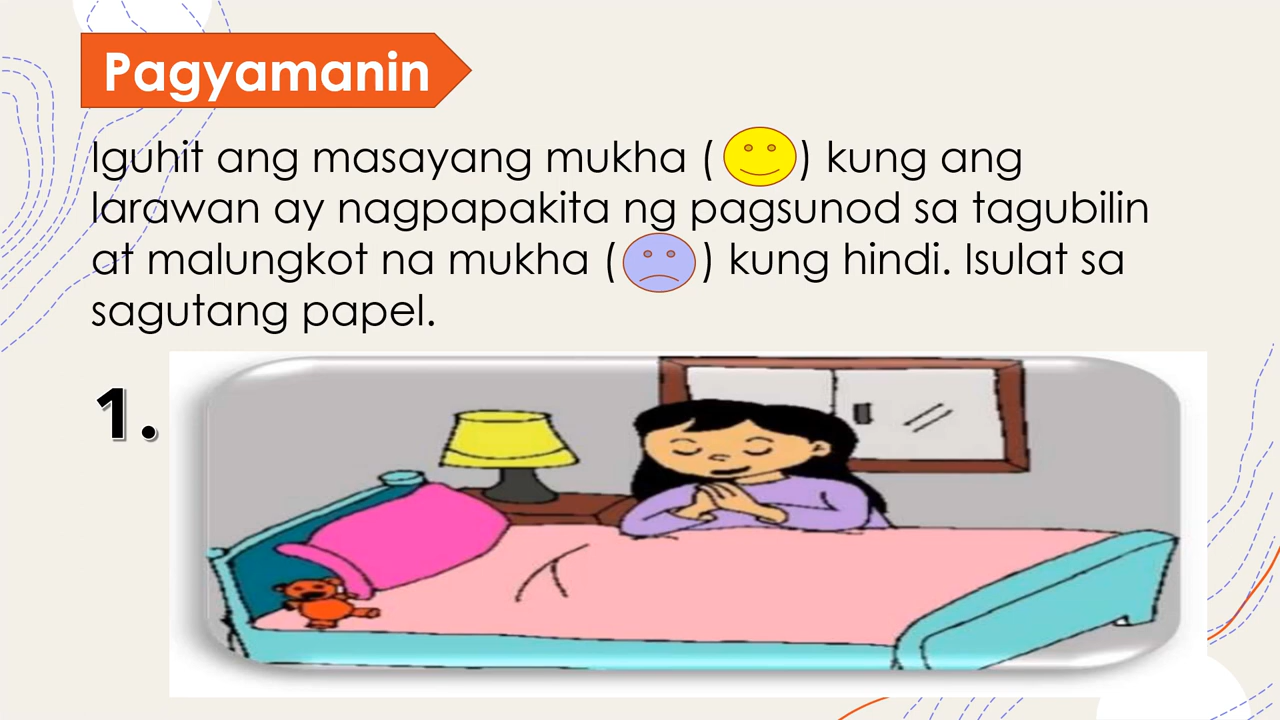 Pagyamanin
Iguhit ang masayang mukha ( ) kung ang
larawan ay nagpapakita ng pagsunod sa tagubilin
at malungkot na mukha ( ) kung hindi. Isulat sa
sagutang papel.
1.